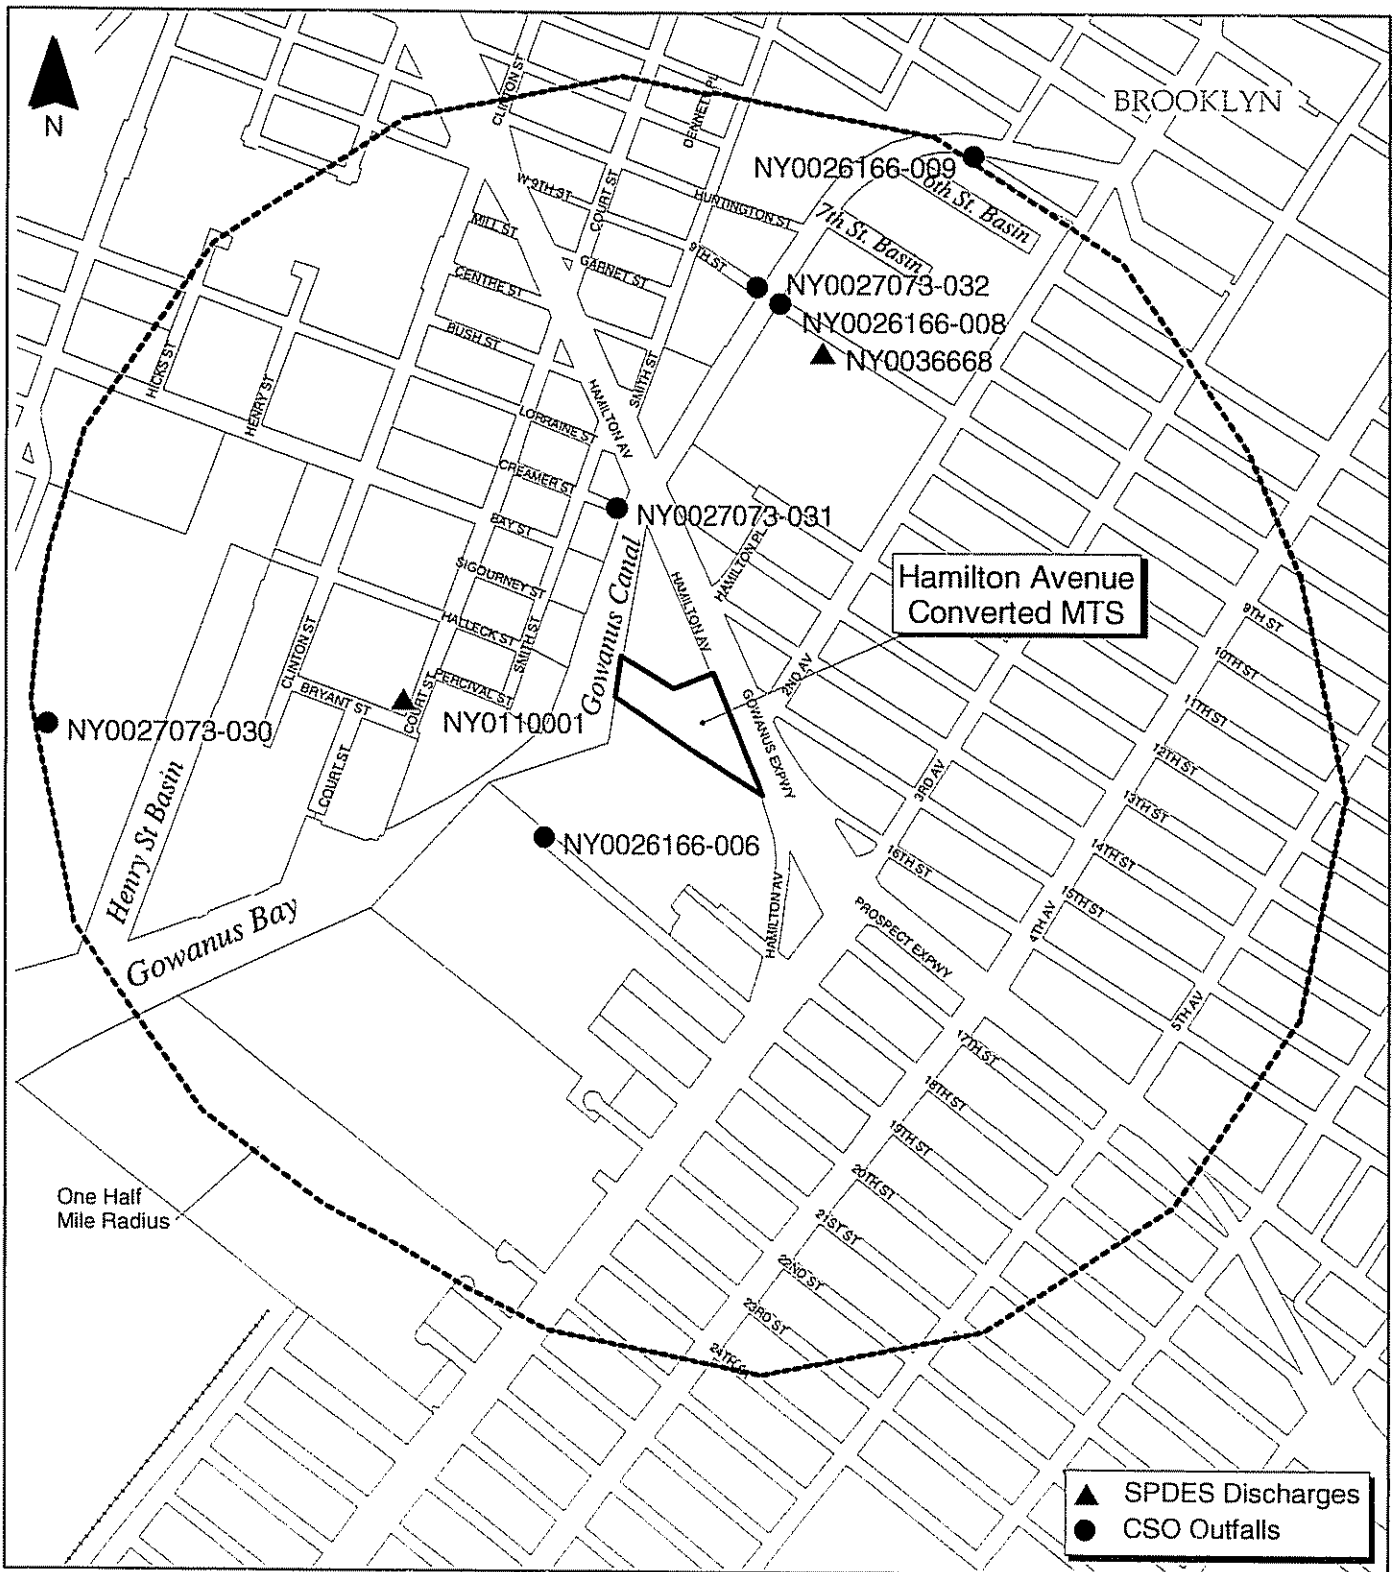 N
BROOKLYN
CLINTON ST
DENNETT PL
NY0026166-009
6th St. Basin
W 9TH ST
COURT ST
HUNTINGTON ST
7th St. Basin
MILL ST
9TH ST
GARNET ST
CENTRE ST
NY0027073-032
NY0026166-008
BUSH ST
NY0036668
HICKS ST
HENRY ST
SMITH ST
HAMILTON AV
LORRAINE ST
CREAMER ST
NY0027073-031
BAY ST
HAMILTON PL
Gowanus Canal
SIGOURNEY ST
HAMILTON AV
Hamilton Avenue
Converted MTS
9TH ST
HALLECK ST
SMITH ST
CLINTON ST
10TH ST
2ND AV
PERCIVAL ST
COURT ST
BRYANT ST
NY0110001
NY0027073-030
GOWANUS EXPWY
11TH ST
12TH ST
COURT ST
3RD AV
13TH ST
Henry St Basin
NY0026166-006
14TH ST
16TH ST
15TH ST
HAMILTON AV
Gowanus Bay
PROSPECT EXPWY
4TH AV
5TH AV
17TH ST
18TH ST
19TH ST
20TH ST
One Half
Mile Radius
21ST ST
22ND ST
23RD ST
24TH ST
SPDES Discharges
CSO Outfalls